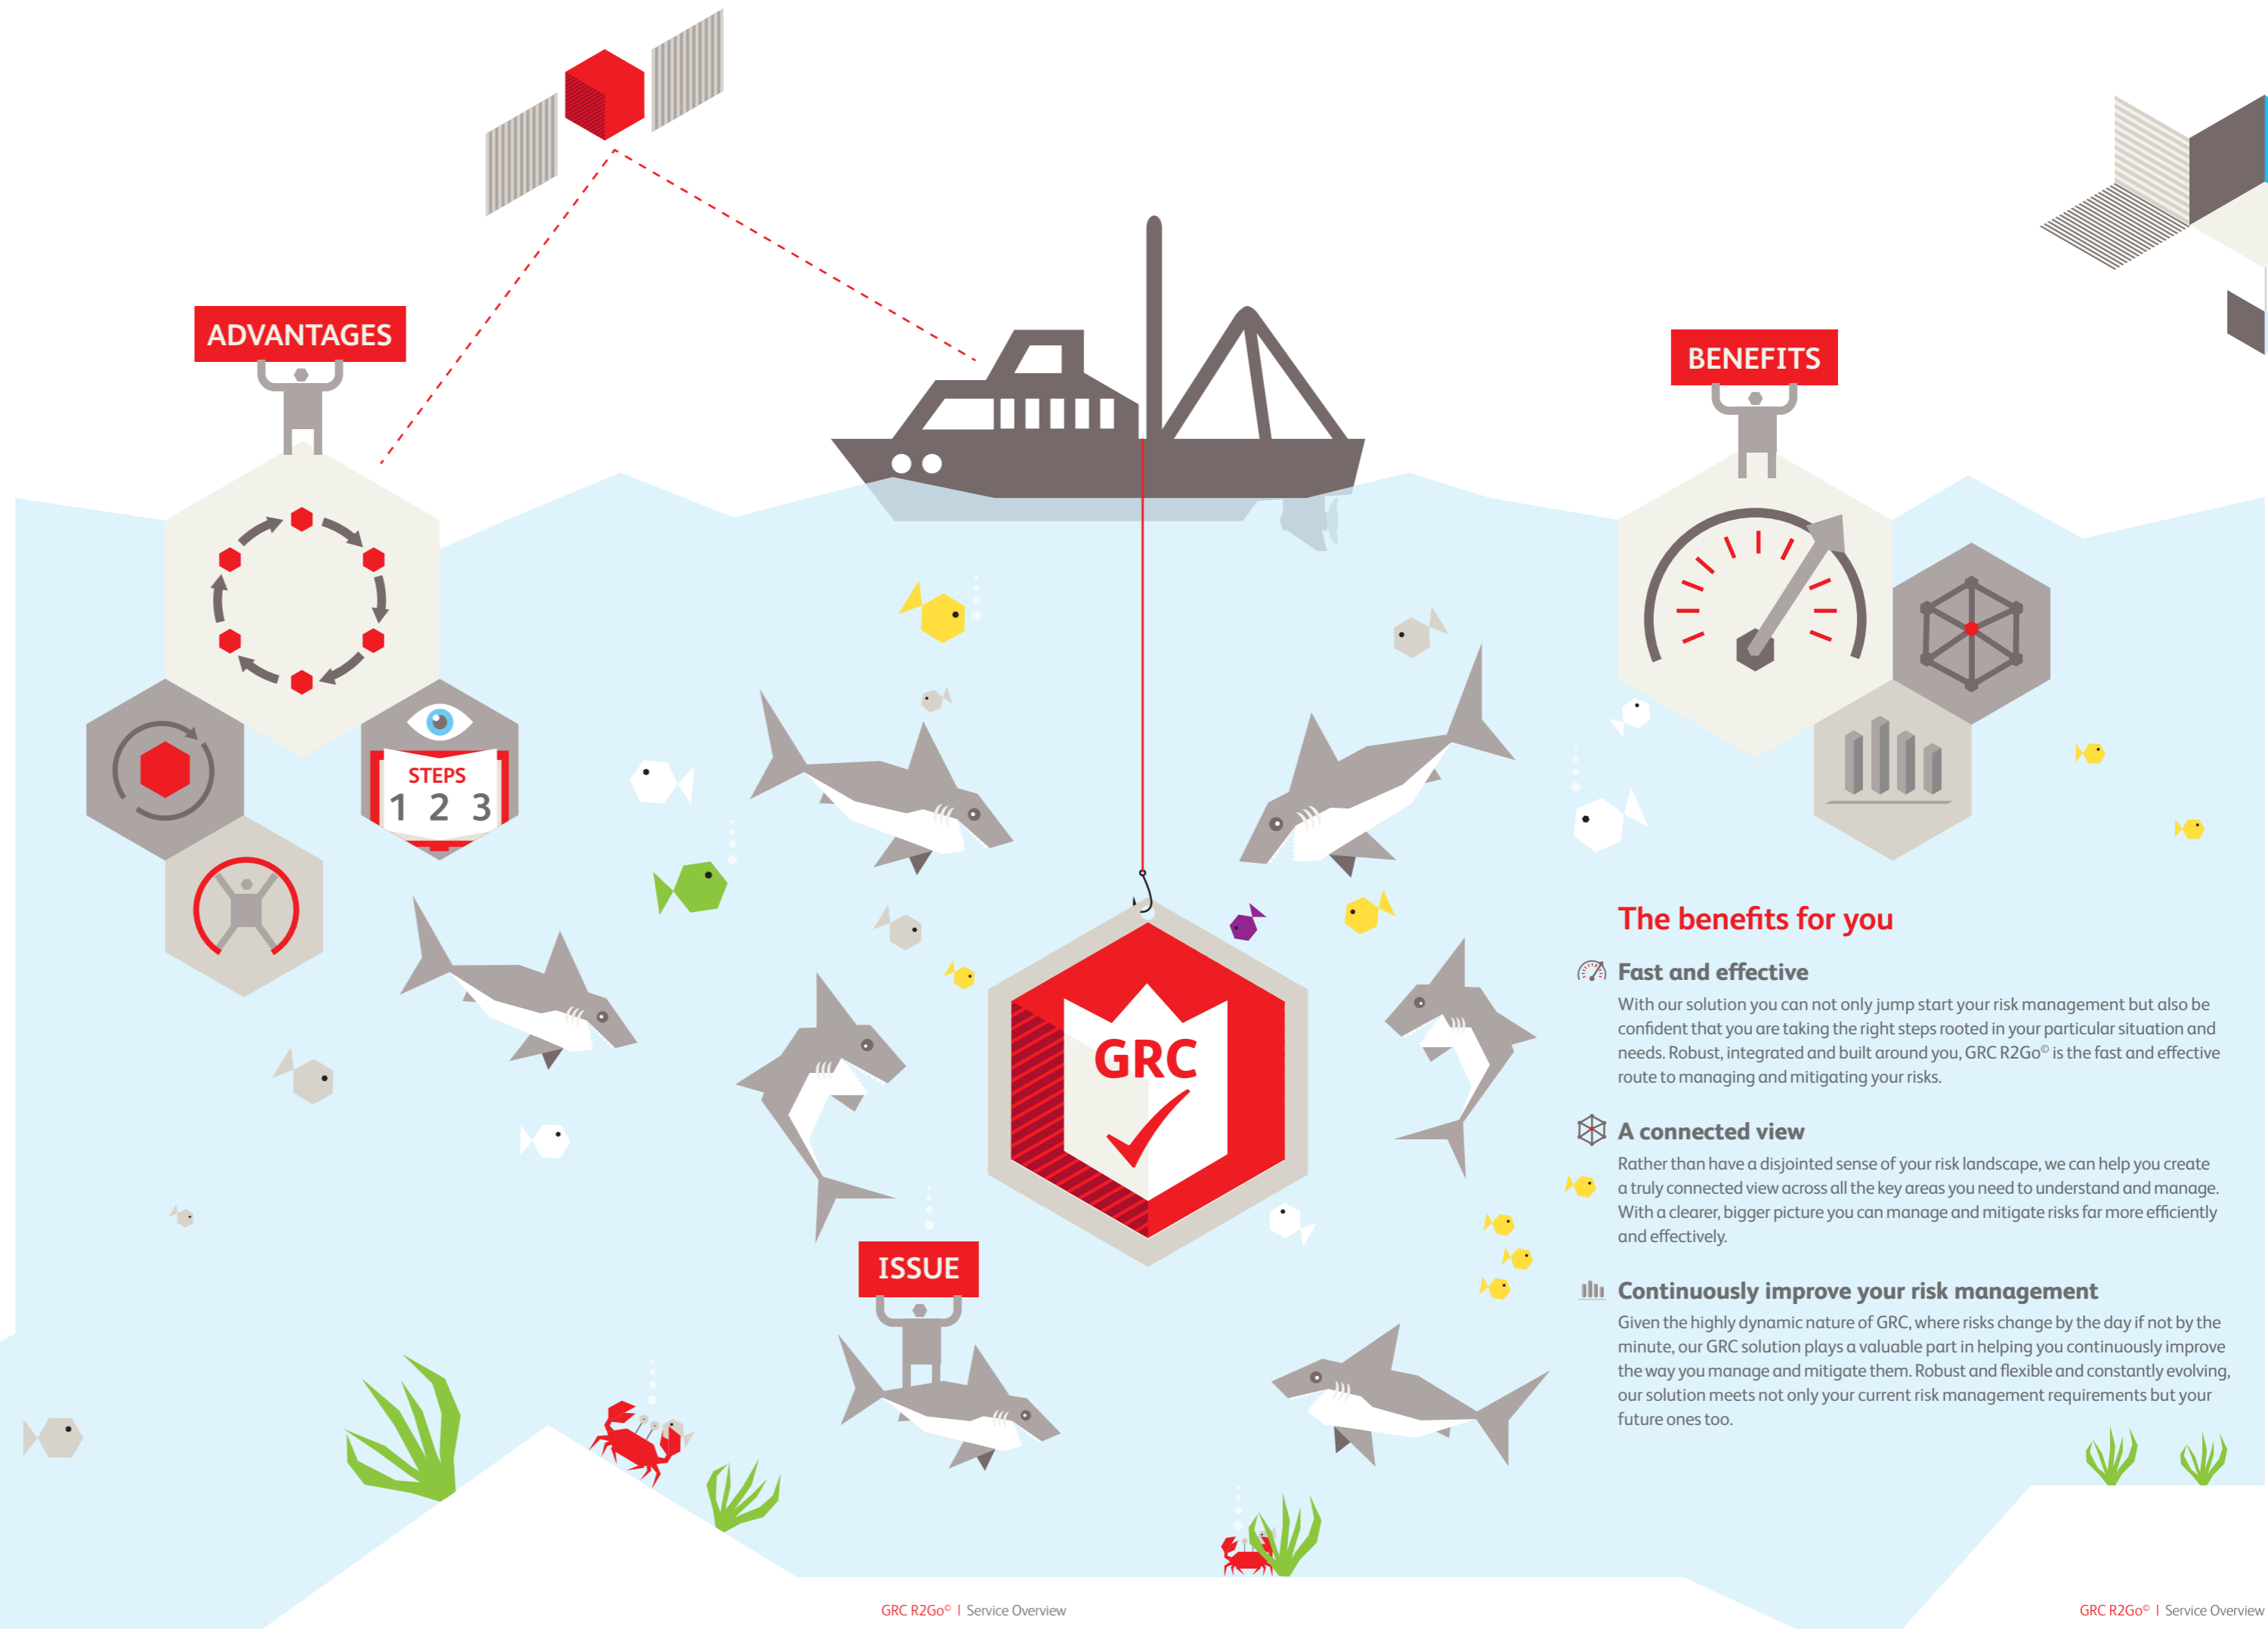 ADVANTAGES
BENEFITS
STEPS
1 2 3
GRC
ISSUE
The benefits for you
Fast and effective
With our solution you can not only jump start your risk management but also be
confident that you are taking the right steps rooted in your particular situation and
needs. Robust, integrated and built around you, GRC R2Go© is the fast and effective
route to managing and mitigating your risks.
A connected view
Rather than have a disjointed sense of your risk landscape, we can help you create
a truly connected view across all the key areas you need to understand and manage.
With a clearer, bigger picture you can manage and mitigate risks far more efficiently
and effectively.
Continuously improve your risk management
Given the highly dynamic nature of GRC, where risks change by the day if not by the
minute, our GRC solution plays a valuable part in helping you continuously improve
the way you manage and mitigate them. Robust and flexible and constantly evolving,
our solution meets not only your current risk management requirements but your
future ones too.
GRC R2Go© | Service Overview
GRC R2Go© | Service Overview